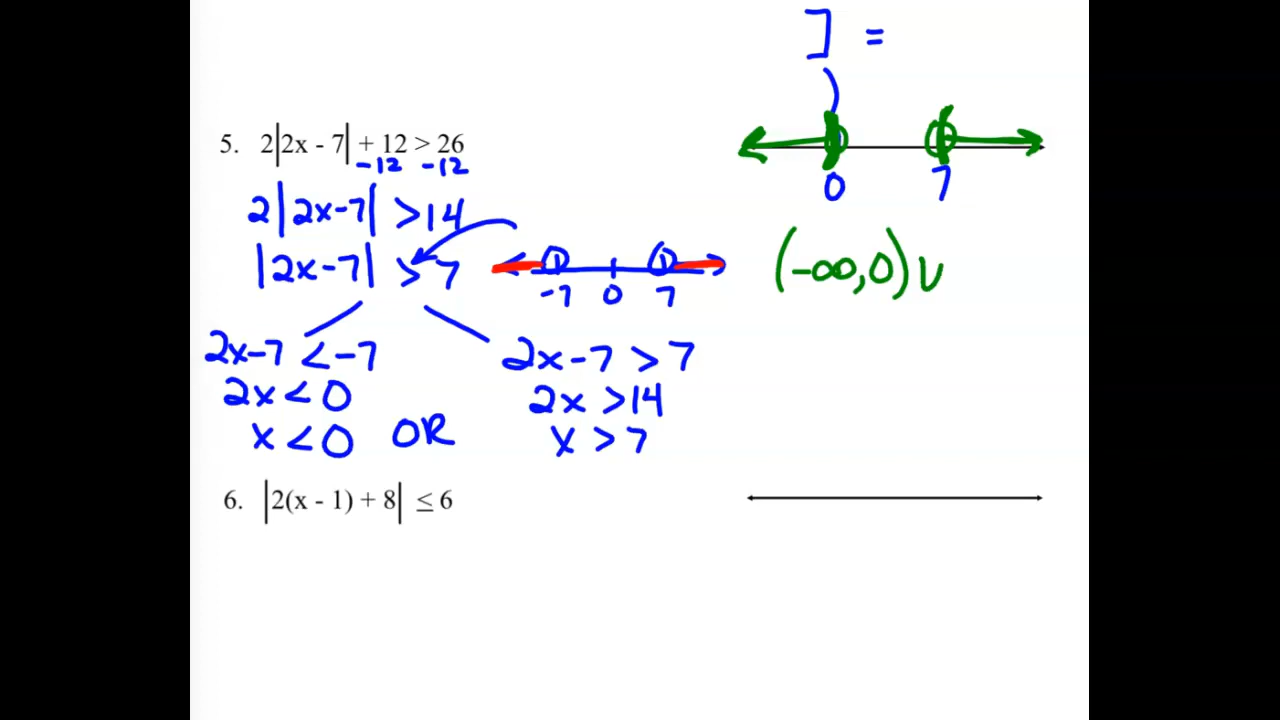 ] =
5. 2|2x - 7| + 12 > 26
-12 -12
2|2x-7| >14
|2x-7| > 7
-7 0 7
0 7
(-∞,0)∪
2x-7 <-7
2x-7 > 7
2x < 0
2x >14
x < 0 OR x > 7
6. |2(x - 1) + 8| ≤ 6